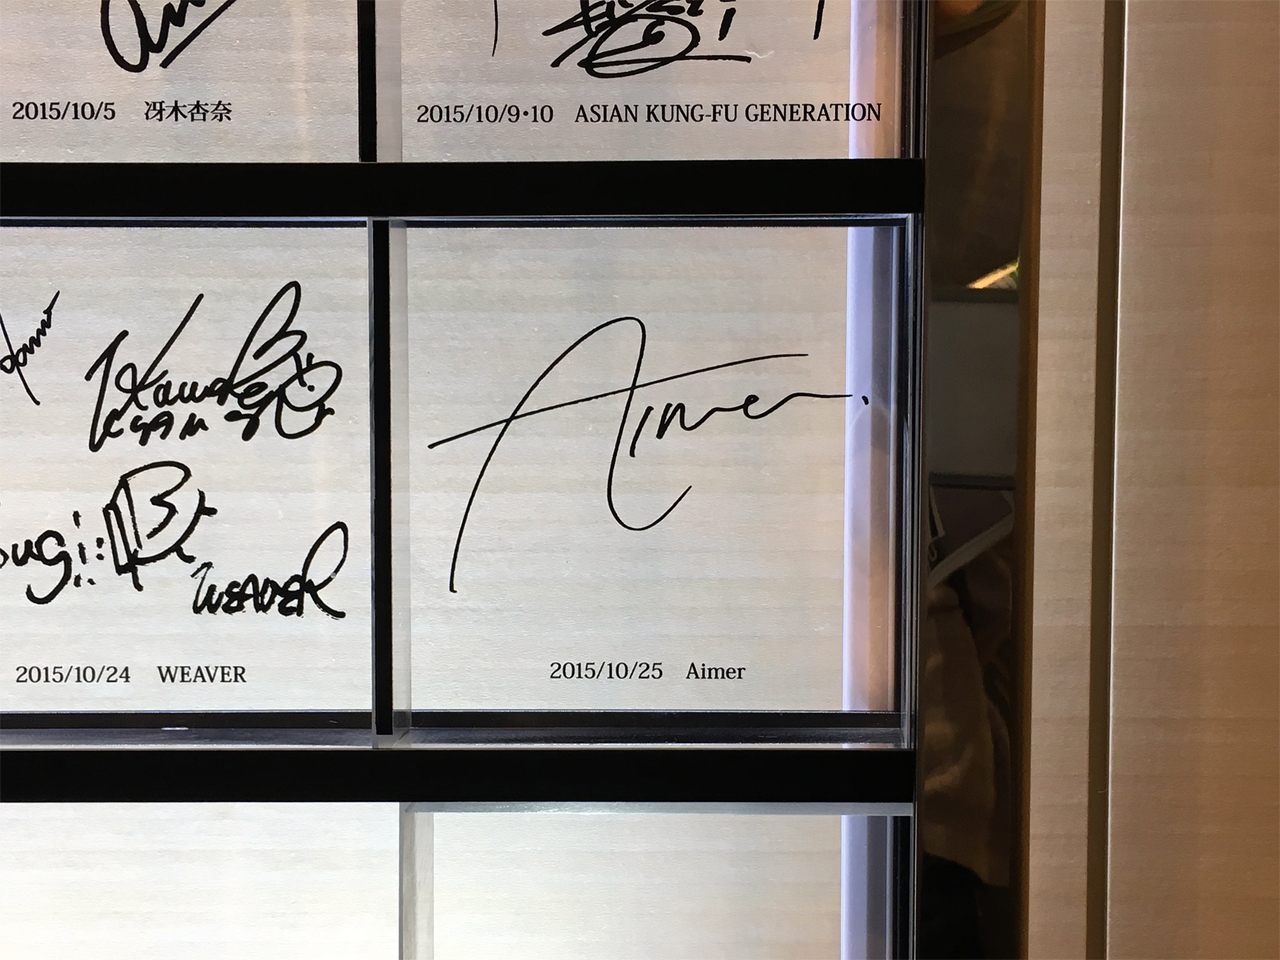 2015/10/5 冴木杏奈
2015/10/9・10 ASIAN KUNG-FU GENERATION
WEAVER
2015/10/24 WEAVER
Aimer.
2015/10/25 Aimer